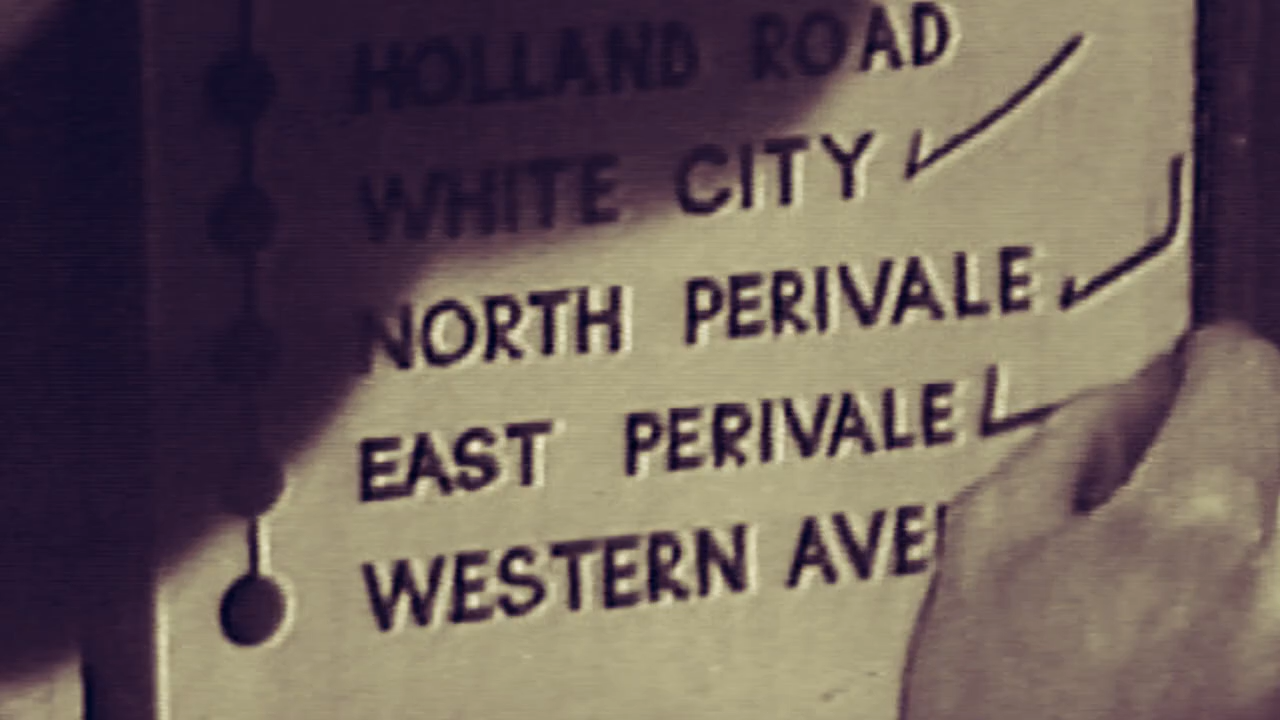 HOLLAND ROAD
WHITE CITY
NORTH PERIVALE
EAST PERIVALE
WESTERN AVE